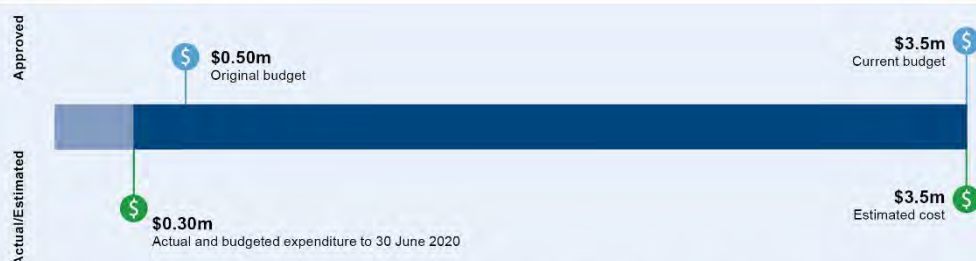 Approved
$0.50m
Original budget
$3.5m
Current budget
Actual/Estimated
$0.30m
Actual and budgeted expenditure to 30 June 2020
$3.5m
Estimated cost